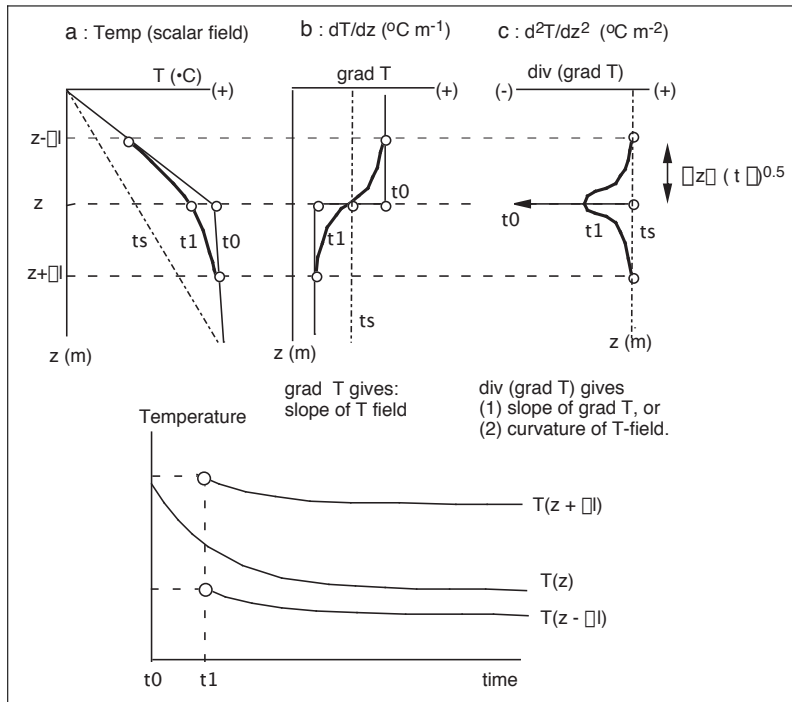 a : Temp (scalar field)
b : dT/dz (ºC m-1)
c : d²T/dz² (ºC m-2)
T (•C)
(+)
grad T
(+)
div (grad T)
(-)
(+)
z-▯l
z
z+▯l
ts
t1
t0
z (m)
t0
t1
ts
z (m)
t0
t1
ts
z (m)
▯z▯ (t▯)0.5
grad T gives:
slope of T field
div (grad T) gives
(1) slope of grad T, or
(2) curvature of T-field.
Temperature
T(z + ▯l)
T(z)
T(z - ▯l)
t0
t1
time